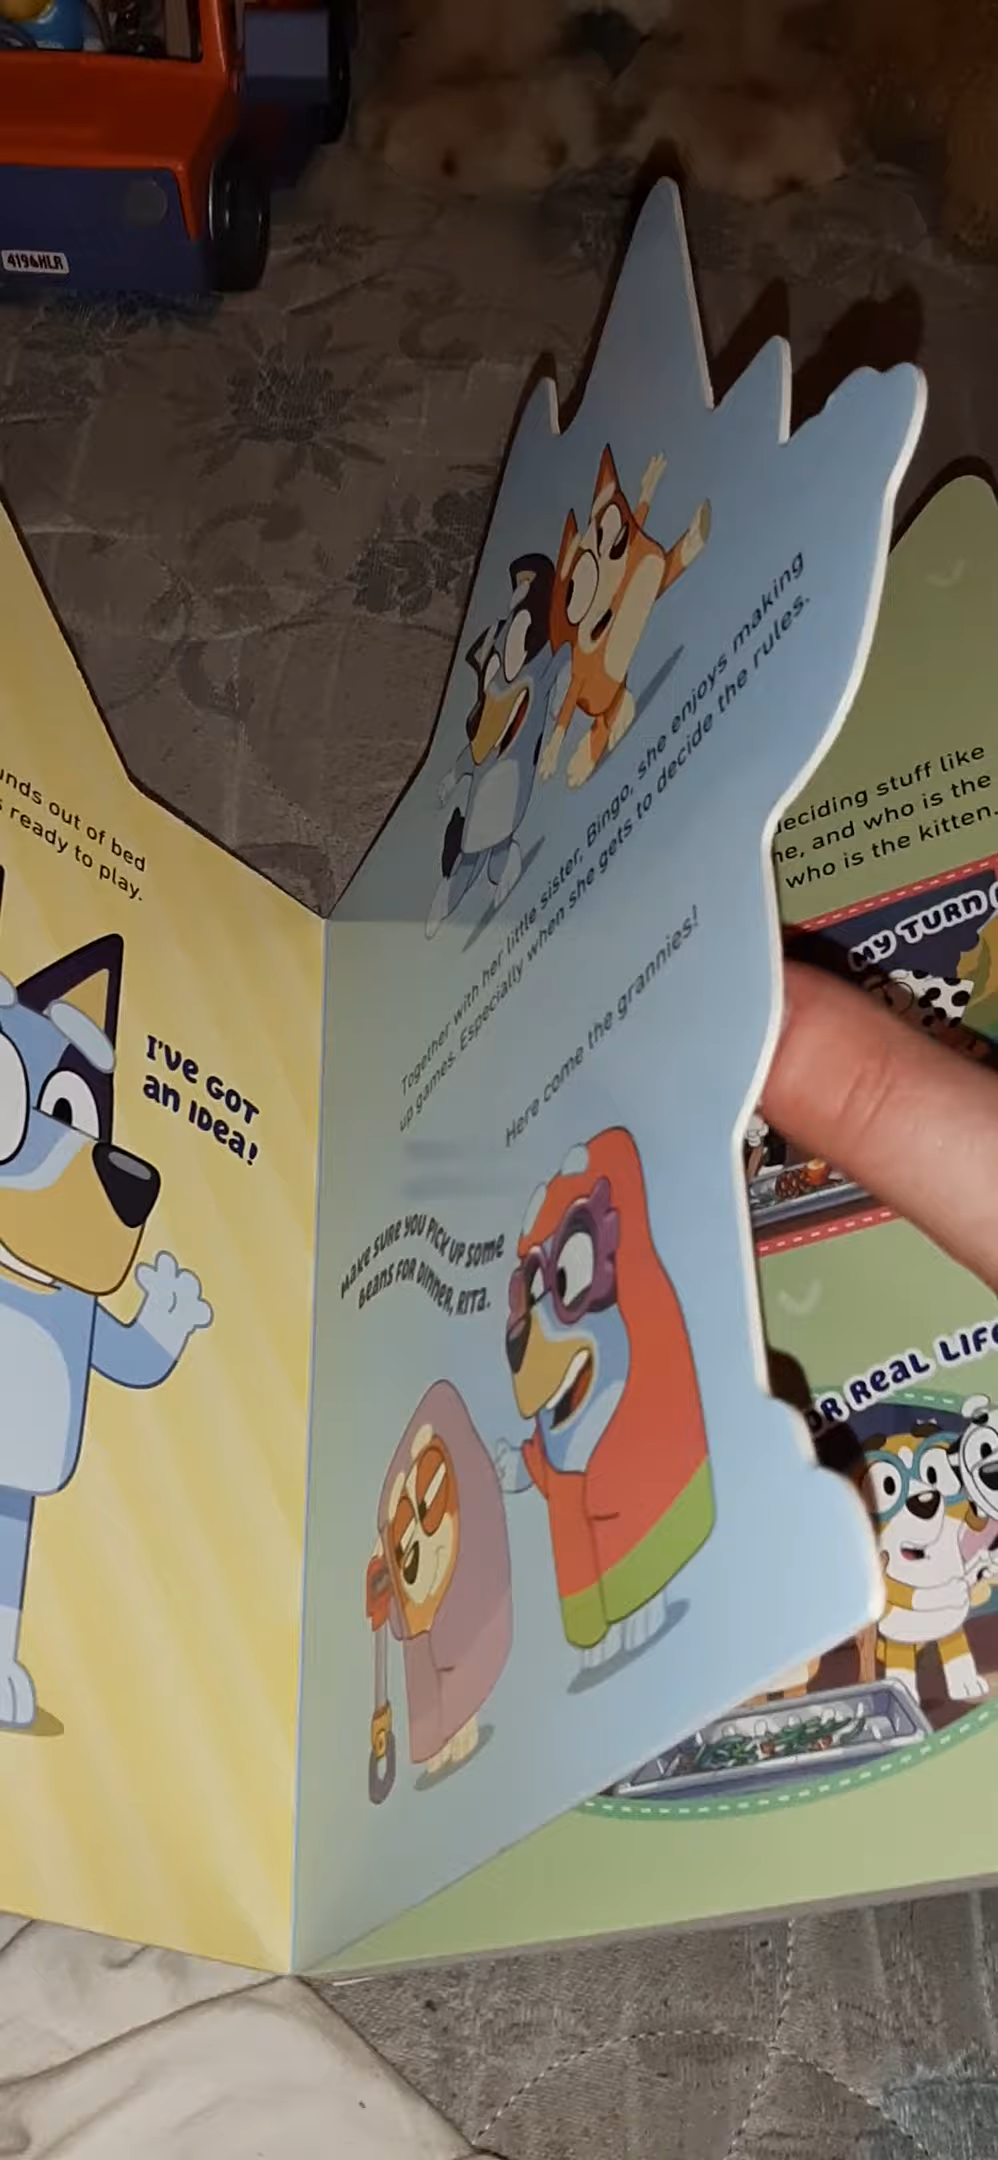 4196HLR
unds out of bed
ready to play.
I'VE GOT
an IDea!
Together with her little sister, Bingo, she enjoys making
up games. Especially when she gets to decide the rules.
Here come the grannies!
Make sure you pick up some
beans for dinner, Rita.
deciding stuff like
me, and who is the
who is the kitten.
MY TURN
OR REAL LIFE